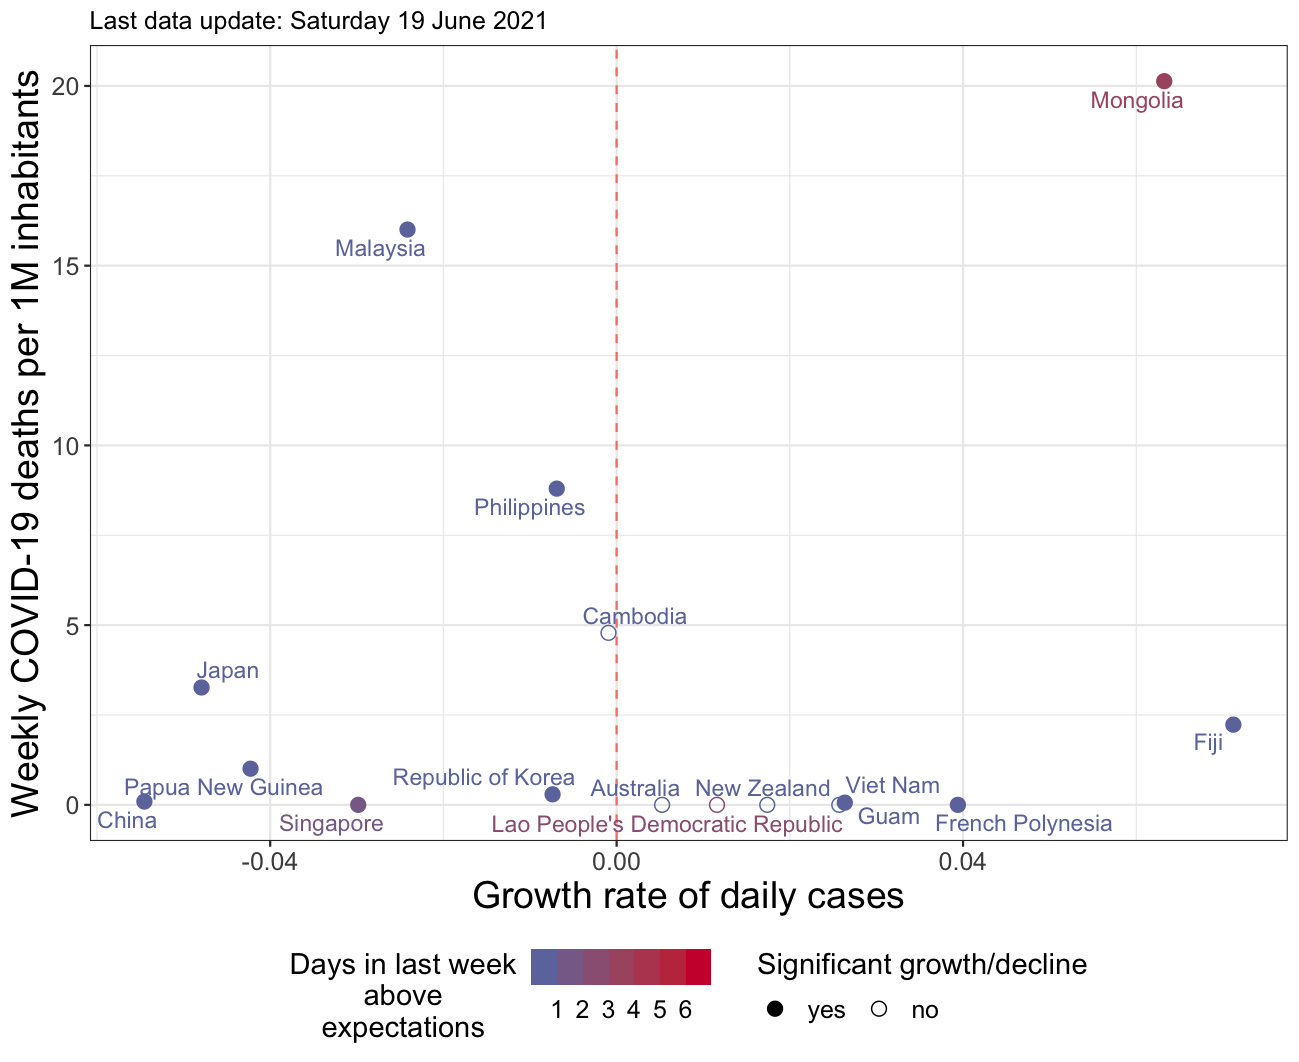 Last data update: Saturday 19 June 2021
Weekly COVID-19 deaths per 1M inhabitants
20
15
10
5
0
Mongolia
Malaysia
Philippines
Cambodia
Japan
Fiji
Papua New Guinea
Republic of Korea
Australia
New Zealand
Viet Nam
China
Singapore
Lao People's Democratic Republic
Guam
French Polynesia
-0.04
0.00
0.04
Growth rate of daily cases
Days in last week
above
expectations
1 2 3 4 5 6
Significant growth/decline
yes no